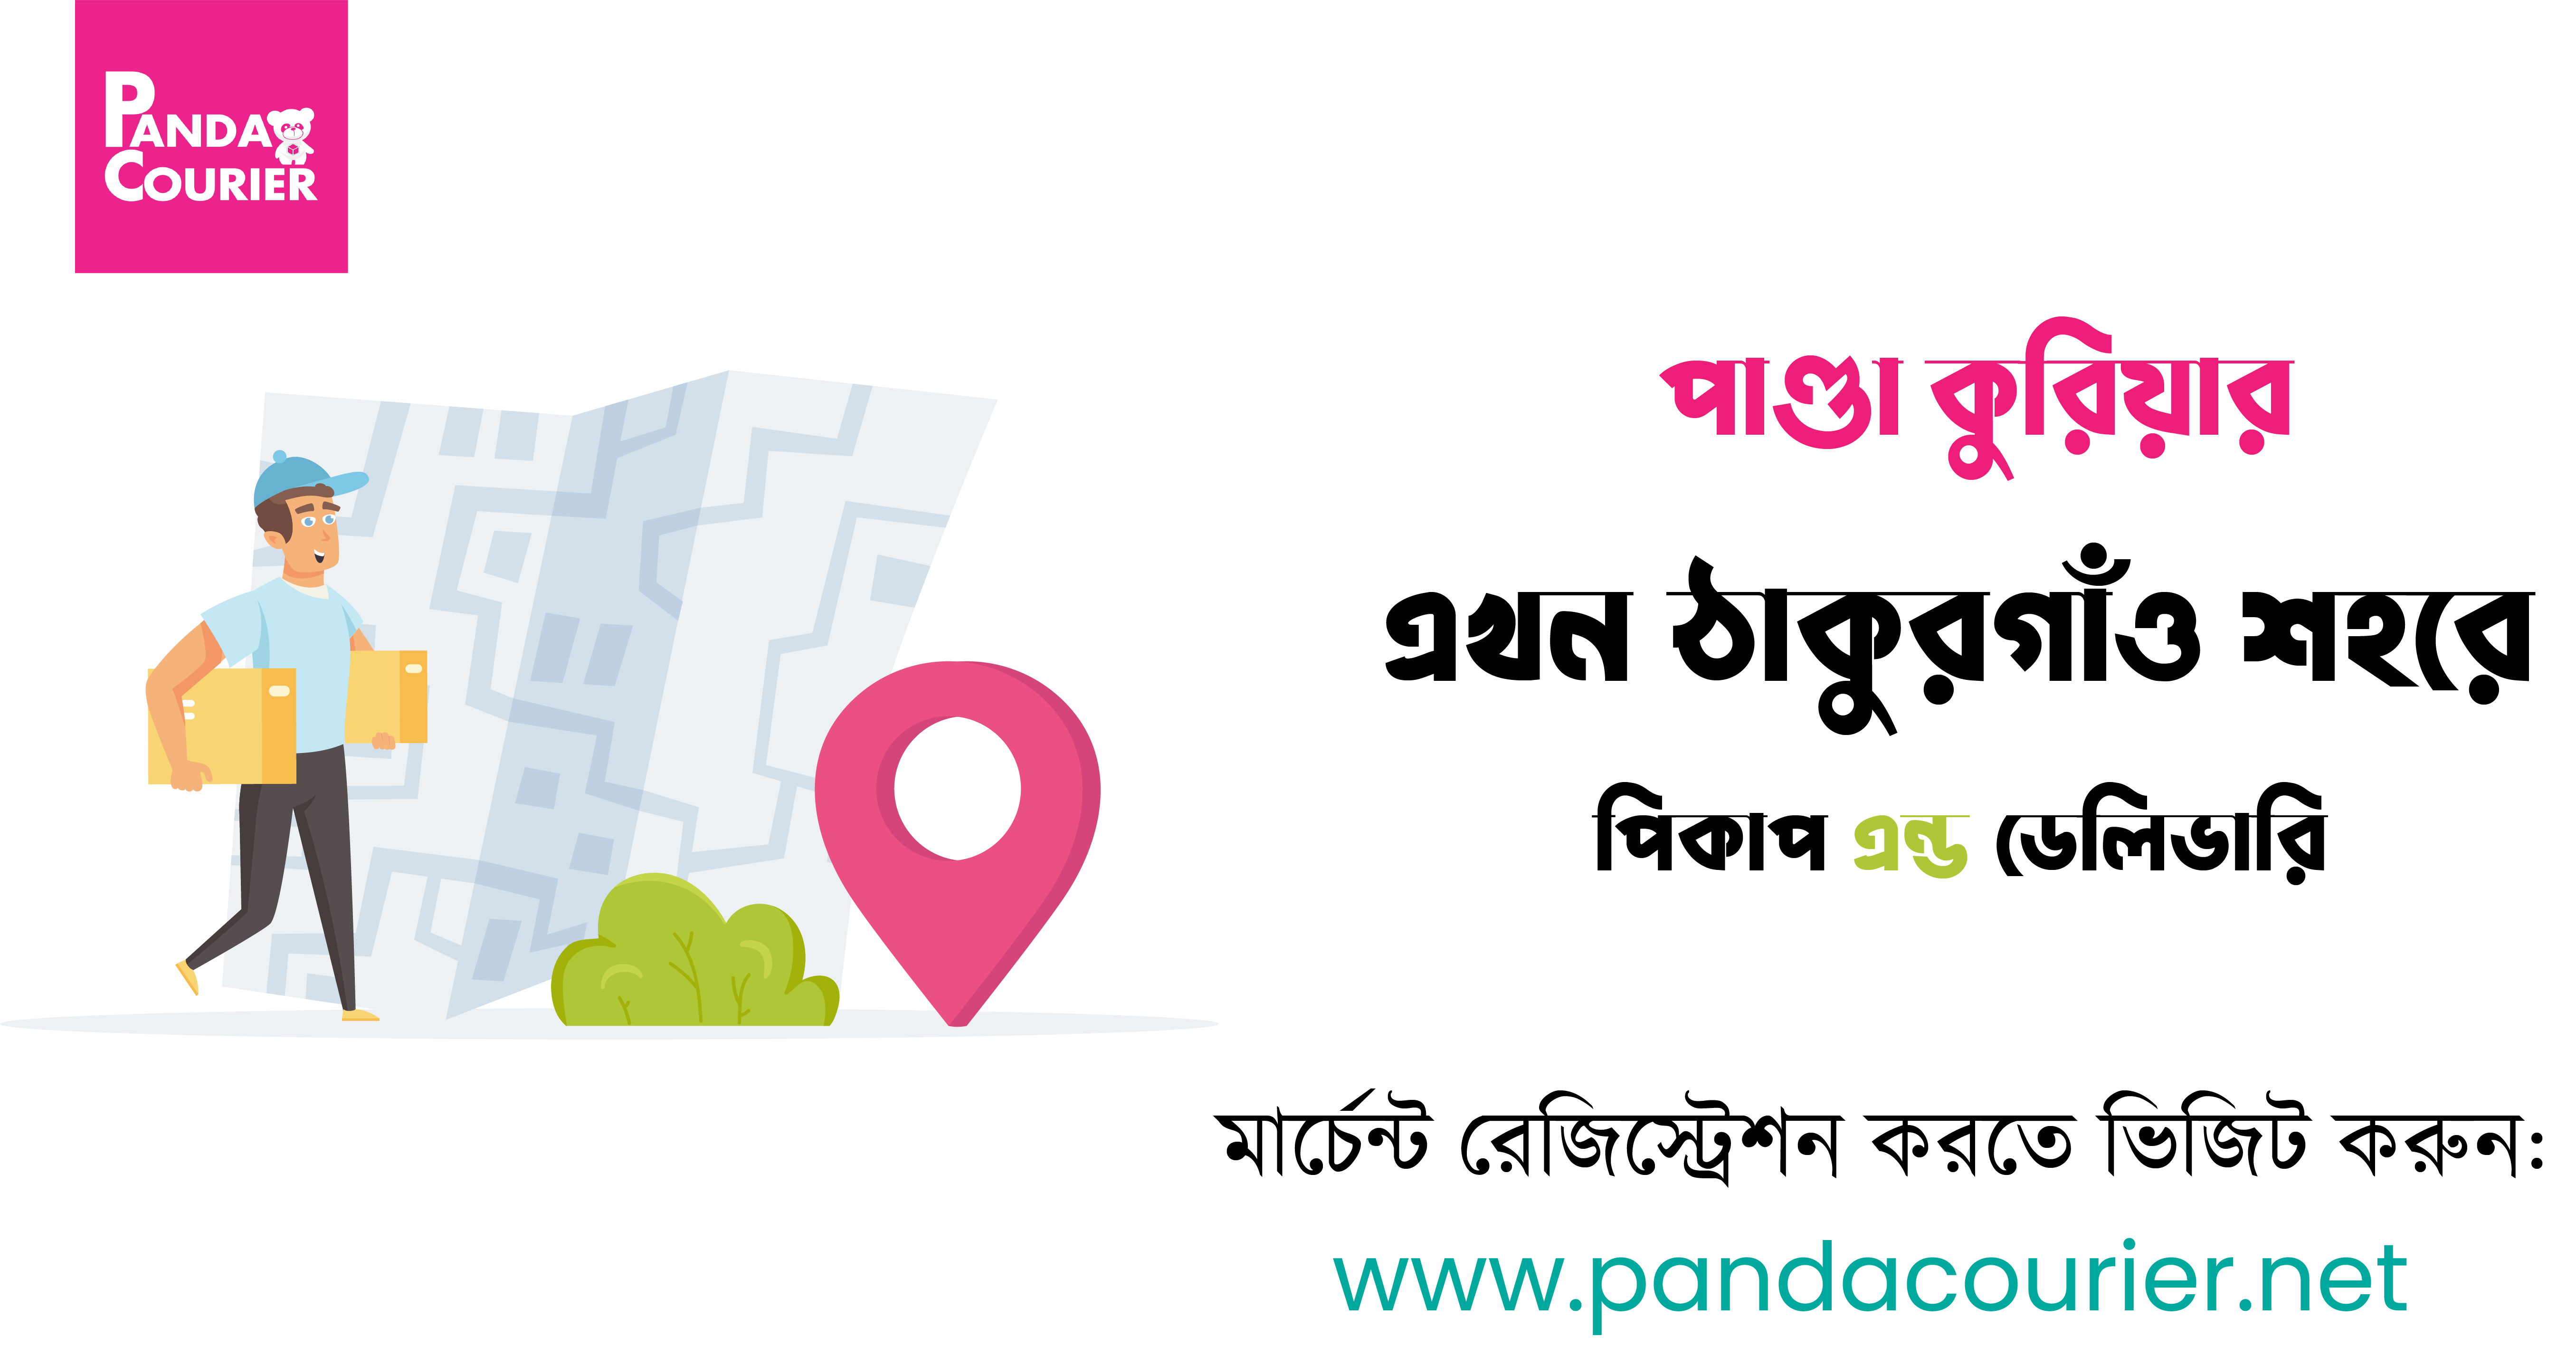 PANDA
COURIER
পাণ্ডা কুরিয়ার
এখন ঠাকুরগাঁও শহরে
পিকাপ এন্ড ডেলিভারি
মার্চেন্ট রেজিস্ট্রেশন করতে ভিজিট করুন:
www.pandacourier.net